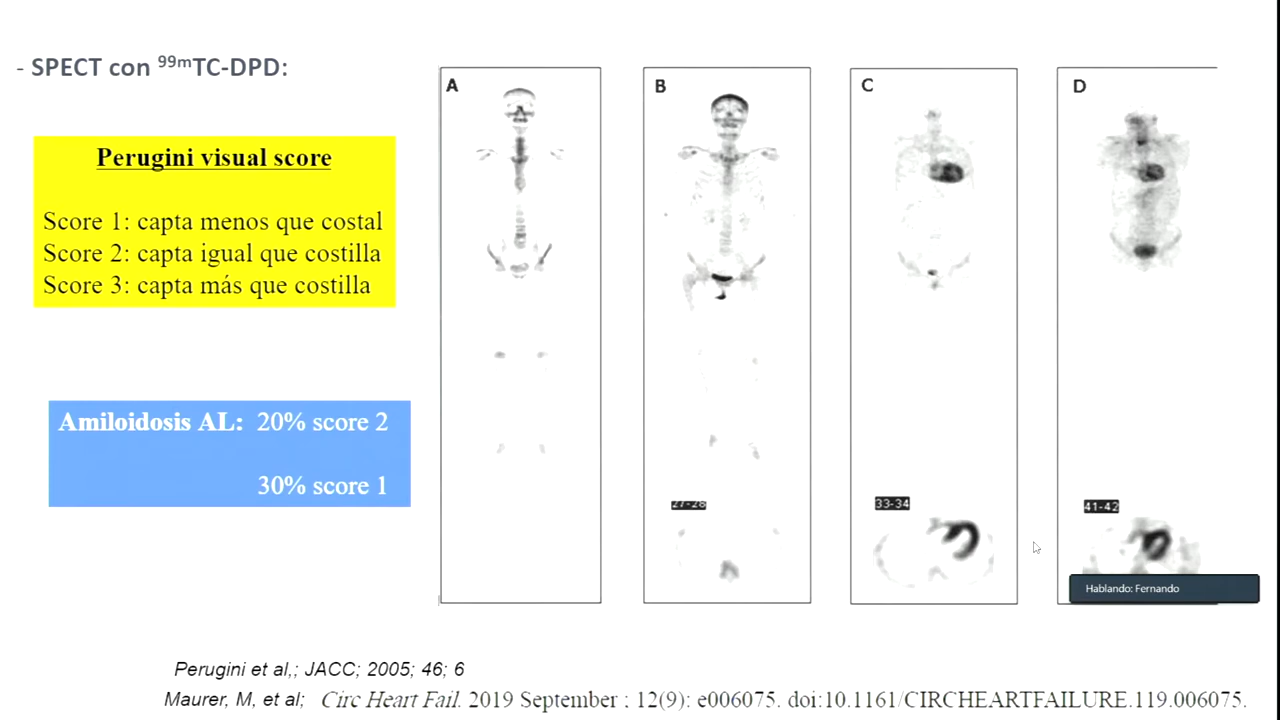 - SPECT con ⁹⁹ᵐTC-DPD:
Perugini visual score
Score 1: capta menos que costal
Score 2: capta igual que costilla
Score 3: capta más que costilla
Amiloidosis AL: 20% score 2
30% score 1
A
B
C
D
27-28
33-34
41-42
Hablando: Fernando
Perugini et al,; JACC; 2005; 46; 6
Maurer, M, et al; Circ Heart Fail. 2019 September ; 12(9): e006075. doi:10.1161/CIRCHEARTFAILURE.119.006075.